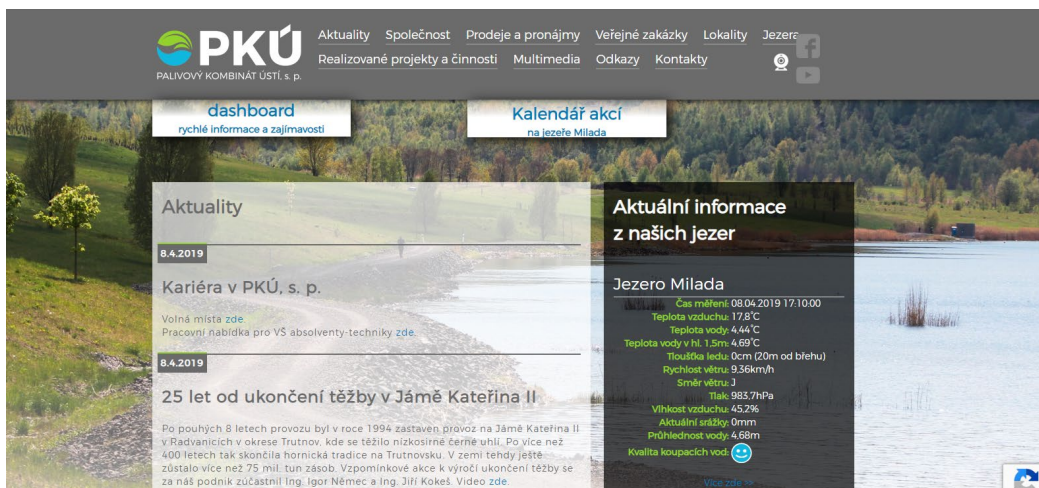 PKÚ
PALIVOVÝ KOMBINÁT ÚSTÍ, s. p.
Aktuality Společnost Prodeje a pronájmy Veřejné zakázky Lokality Jezera
Realizované projekty a činnosti Multimedia Odkazy Kontakty
dashboard
rychlé informace a zajímavosti
Kalendář akcí
na jezeře Milada
Aktuality
8.4.2019
Kariéra v PKÚ, s. p.
Volná místa zde.
Pracovní nabídka pro VŠ absolventy-techniky zde.
8.4.2019
25 let od ukončení těžby v Jámě Kateřina II
Po pouhých 8 letech provozu byl v roce 1994 zastaven provoz na Jámě Kateřina II
v Radvanicích v okrese Trutnov, kde se těžilo nízkosirné černé uhlí. Po více než
400 letech tak skončila hornická tradice na Trutnovsku. V zemi tehdy ještě
zůstalo více než 75 mil. tun zásob. Vzpomínkové akce k výročí ukončení těžby se
za náš podnik zúčastnil Ing. Igor Němec a Ing. Jiří Kokeš. Video zde.
Aktuální informace
z našich jezer
Jezero Milada
Čas měření: 08.04.2019 17:10:00
Teplota vzduchu: 17,8°C
Teplota vody: 4,44°C
Teplota vody v hl. 1,5m: 4,69°C
Tloušťka ledu: 0cm (20m od břehu)
Rychlost větru: 9,36km/h
Směr větru: J
Tlak: 983,7hPa
Vlhkost vzduchu: 45,2%
Aktuální srážky: 0mm
Průhlednost vody: 4,68m
Kvalita koupacích vod:
Více zde ->